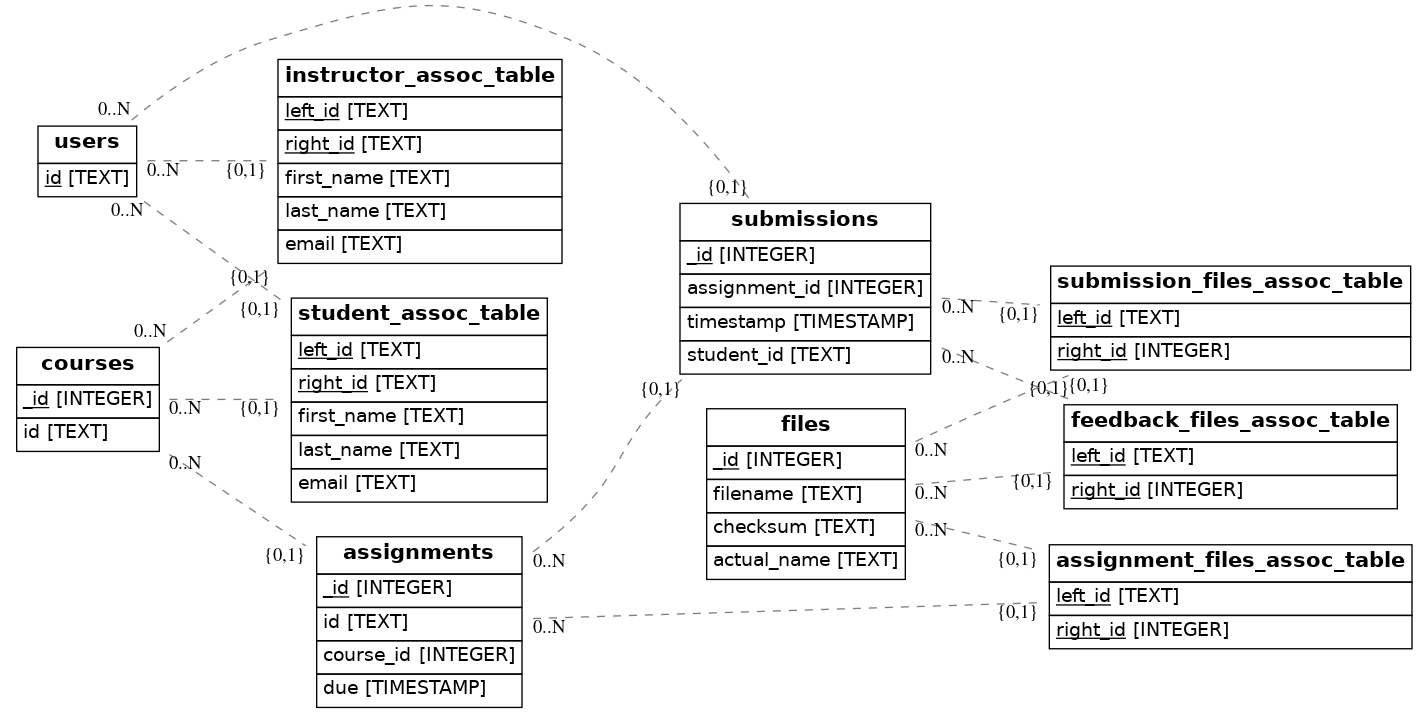 users
id [TEXT]
0..N
0..N
0..N
instructor_assoc_table
left_id [TEXT]
right_id [TEXT]
first_name [TEXT]
last_name [TEXT]
email [TEXT]
{0,1}
{0,1}
courses
_id [INTEGER]
id [TEXT]
0..N
0..N
0..N
student_assoc_table
left_id [TEXT]
right_id [TEXT]
first_name [TEXT]
last_name [TEXT]
email [TEXT]
{0,1}
{0,1}
assignments
_id [INTEGER]
id [TEXT]
course_id [INTEGER]
due [TIMESTAMP]
{0,1}
0..N
0..N
submissions
_id [INTEGER]
assignment_id [INTEGER]
timestamp [TIMESTAMP]
student_id [TEXT]
{0,1}
{0,1}
0..N
0..N
files
_id [INTEGER]
filename [TEXT]
checksum [TEXT]
actual_name [TEXT]
0..N
0..N
0..N
submission_files_assoc_table
left_id [TEXT]
right_id [INTEGER]
{0,1}
{0,1}
feedback_files_assoc_table
left_id [TEXT]
right_id [INTEGER]
{0,1}
{0,1}
assignment_files_assoc_table
left_id [TEXT]
right_id [INTEGER]
{0,1}
{0,1}